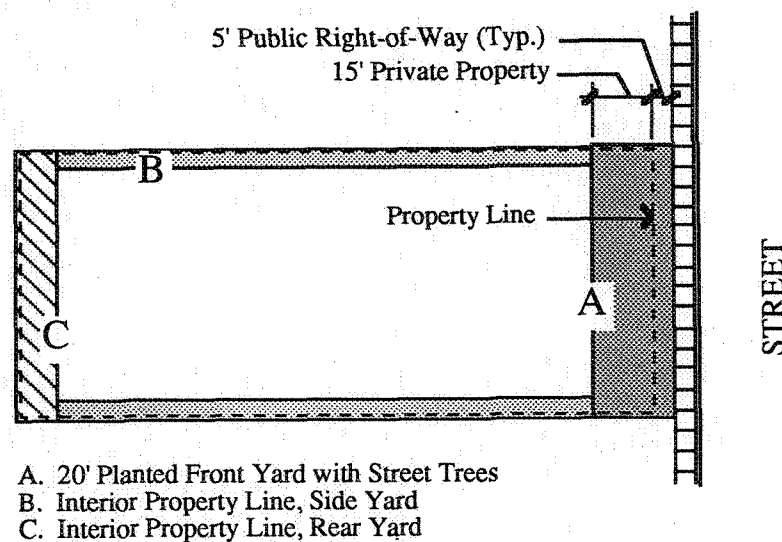 5' Public Right-of-Way (Typ.)
15' Private Property
B
Property Line
A
C
STREET
A. 20' Planted Front Yard with Street Trees
B. Interior Property Line, Side Yard
C. Interior Property Line, Rear Yard